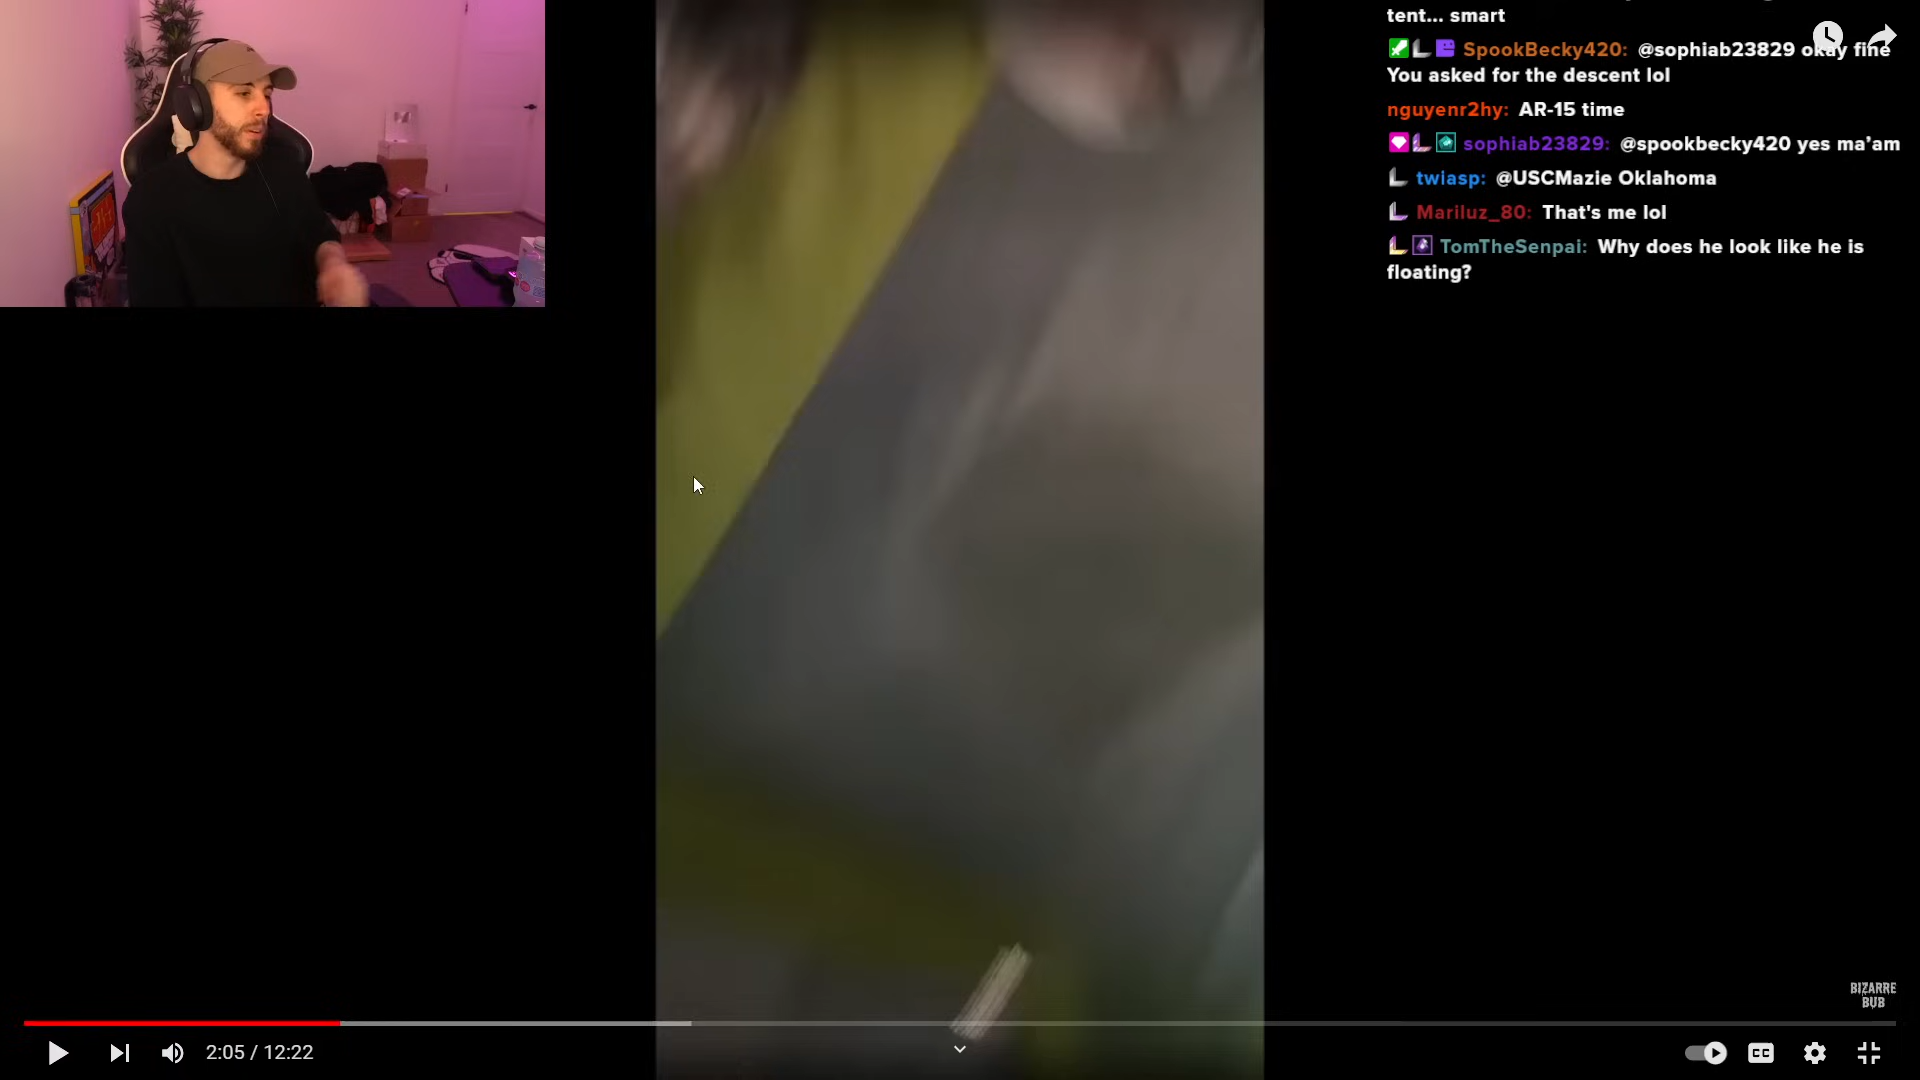 tent... smart
SpookBecky420: @sophiab23829 okay fine
You asked for the descent lol
nguyenr2hy: AR-15 time
sophiab23829: @spookbecky420 yes ma'am
twiasp: @USCMazie Oklahoma
Mariluz_80: That's me lol
TomTheSenpai: Why does he look like he is
floating?
BIZARRE
BUB
2:05 / 12:22
CC